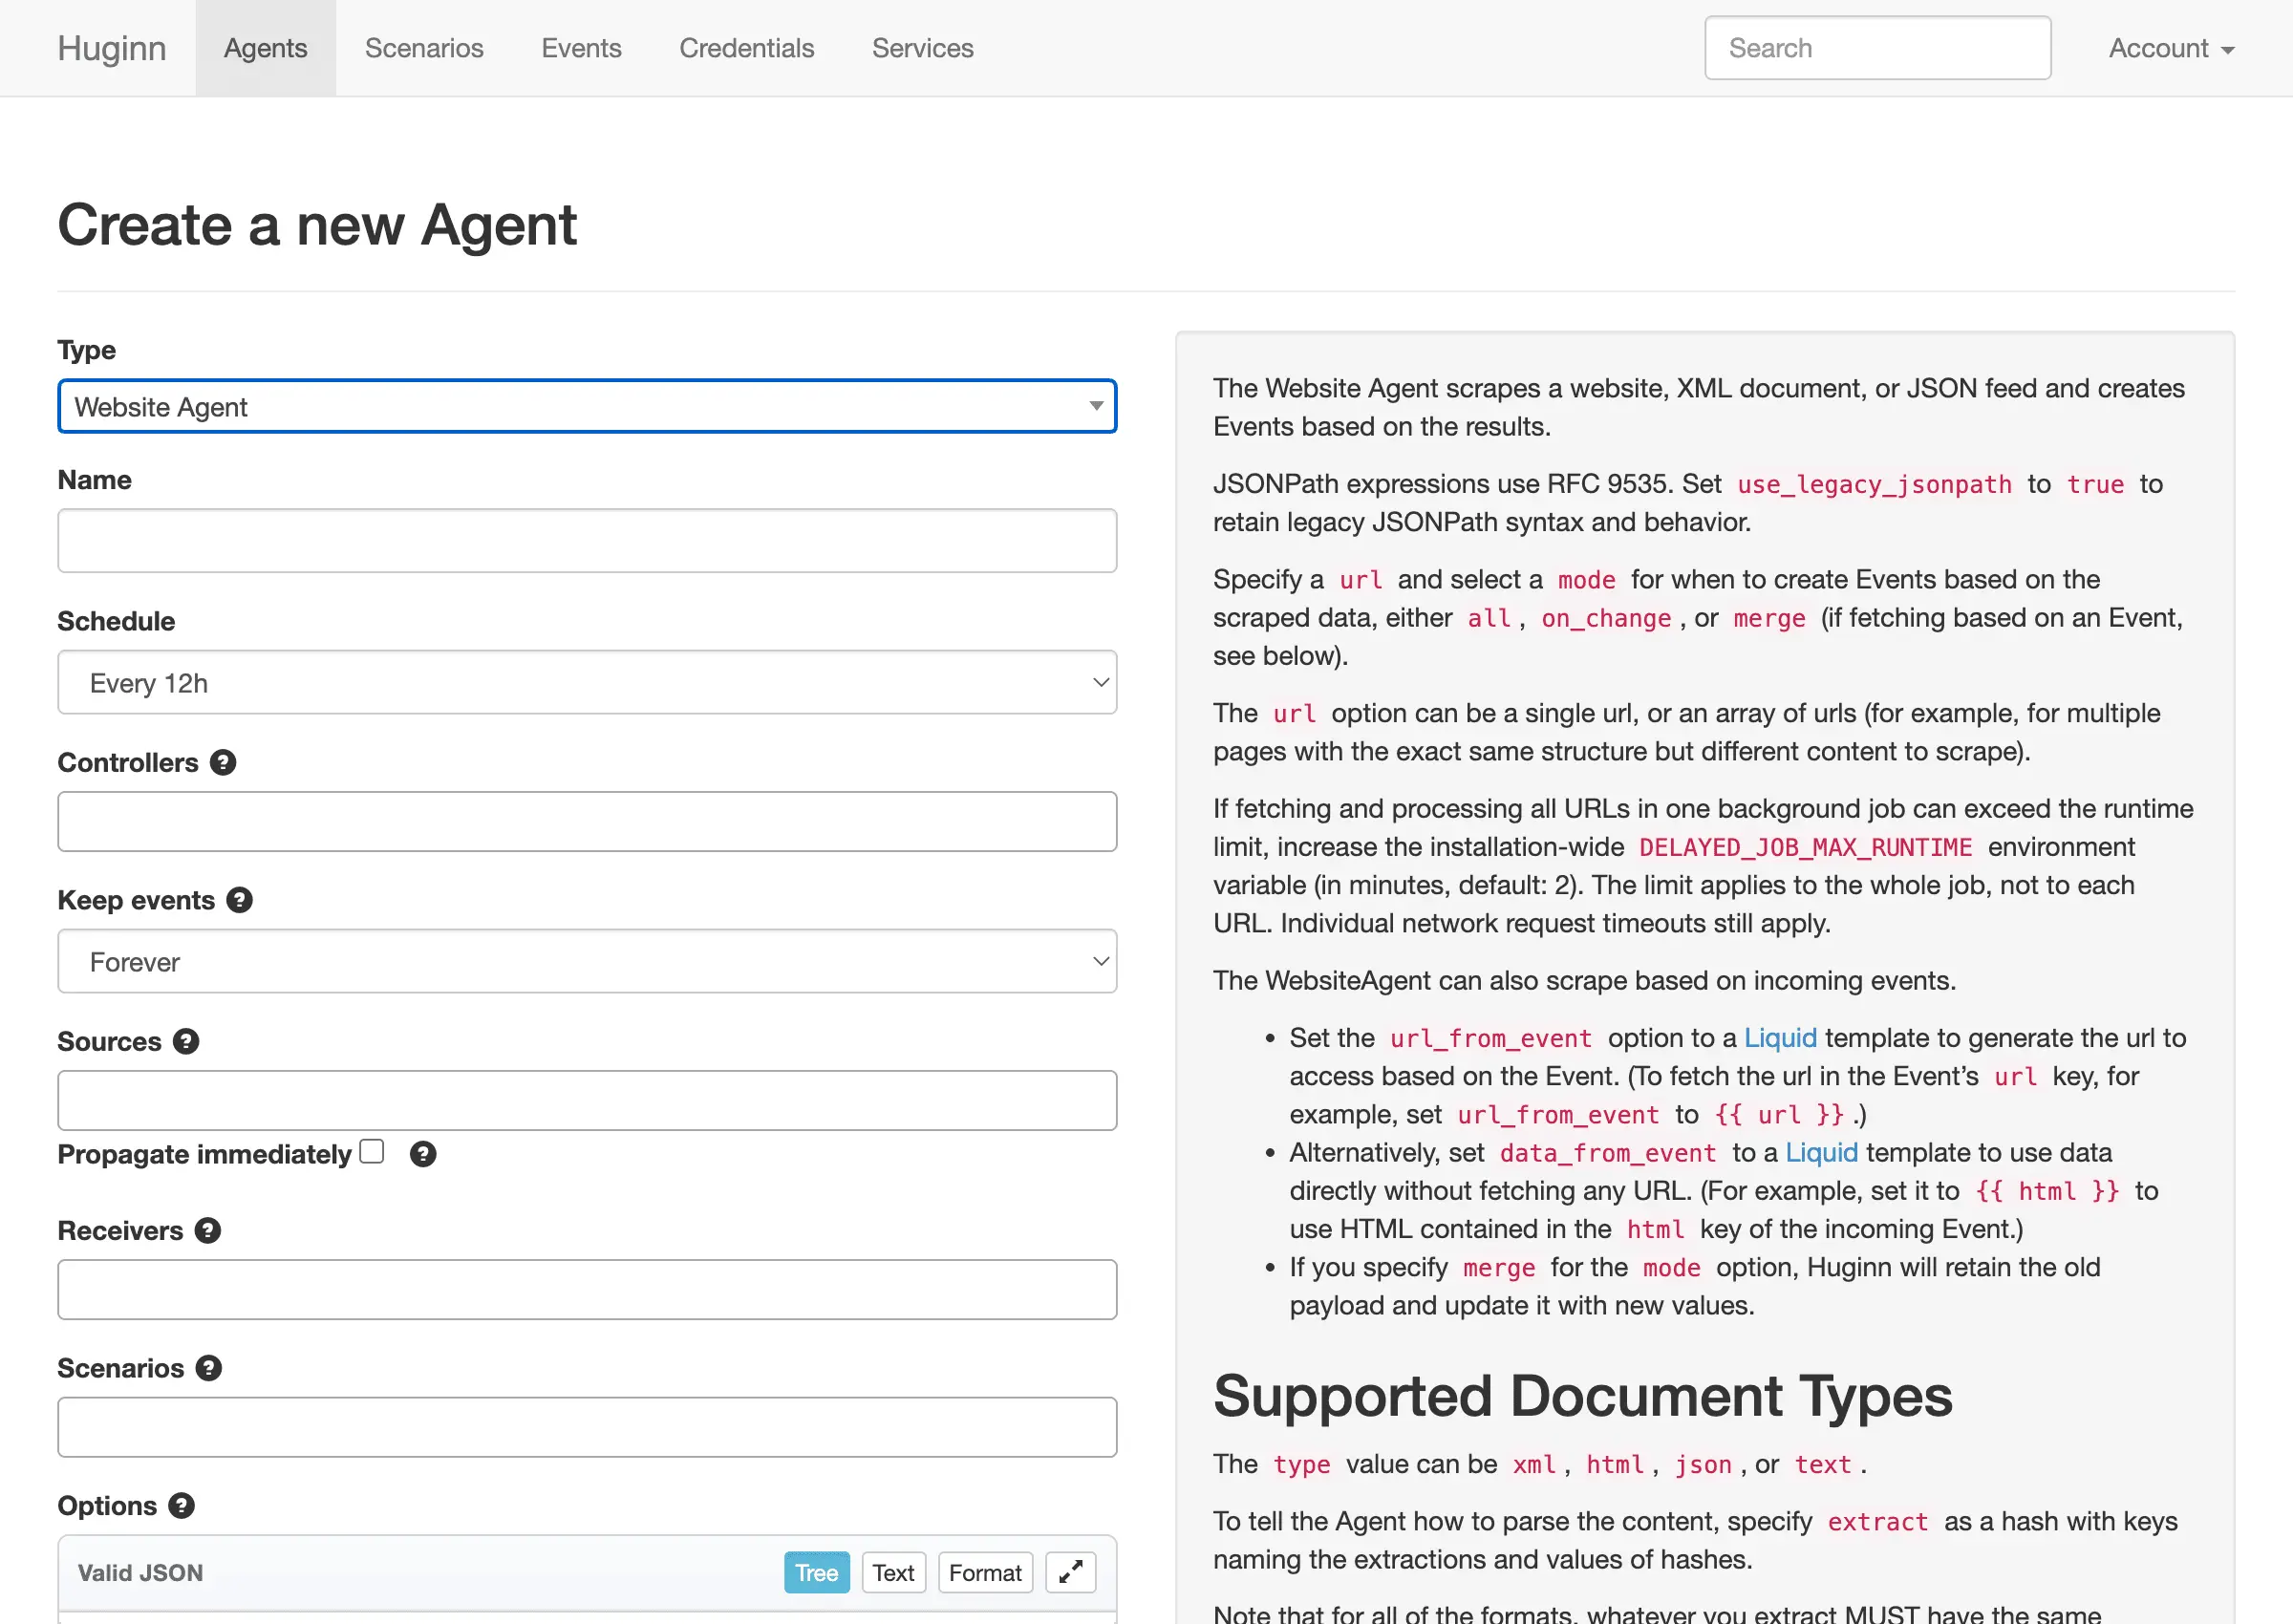 Huginn Agents Scenarios Events Credentials Services Search Account
Create a new Agent
Type
Website Agent
Name
Schedule
Every 12h
Controllers ?
Keep events ?
Forever
Sources ?
Propagate immediately ?
Receivers ?
Scenarios ?
Options ?
Valid JSON Tree Text Format
The Website Agent scrapes a website, XML document, or JSON feed and creates
Events based on the results.
JSONPath expressions use RFC 9535. Set use_legacy_jsonpath to true to
retain legacy JSONPath syntax and behavior.
Specify a url and select a mode for when to create Events based on the
scraped data, either all, on_change, or merge (if fetching based on an Event,
see below).
The url option can be a single url, or an array of urls (for example, for multiple
pages with the exact same structure but different content to scrape).
If fetching and processing all URLs in one background job can exceed the runtime
limit, increase the installation-wide DELAYED_JOB_MAX_RUNTIME environment
variable (in minutes, default: 2). The limit applies to the whole job, not to each
URL. Individual network request timeouts still apply.
The WebsiteAgent can also scrape based on incoming events.
• Set the url_from_event option to a Liquid template to generate the url to
access based on the Event. (To fetch the url in the Event’s url key, for
example, set url_from_event to {{ url }}.)
• Alternatively, set data_from_event to a Liquid template to use data
directly without fetching any URL. (For example, set it to {{ html }} to
use HTML contained in the html key of the incoming Event.)
• If you specify merge for the mode option, Huginn will retain the old
payload and update it with new values.
Supported Document Types
The type value can be xml, html, json, or text.
To tell the Agent how to parse the content, specify extract as a hash with keys
naming the extractions and values of hashes.
Note that for all of the formats, whatever you extract MUST have the same